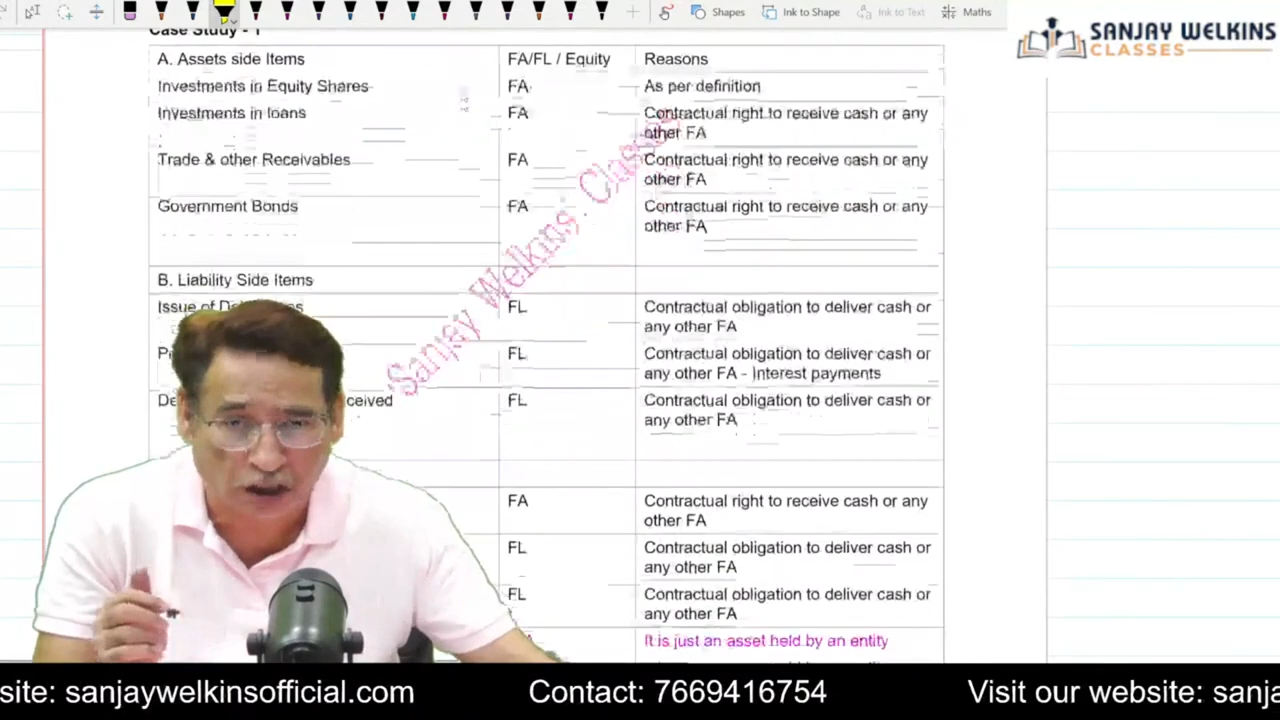 Shapes
Ink to Shape
Ink to Text
Maths
SANJAY WELKINS
CLASSES
Case Study - 1
A. Assets side Items FA/FL / Equity Reasons
Investments in Equity Shares FA As per definition
Investments in loans FA Contractual right to receive cash or any
other FA
Trade & other Receivables FA Contractual right to receive cash or any
other FA
Government Bonds FA Contractual right to receive cash or any
other FA
B. Liability Side Items
Issue of FL Contractual obligation to deliver cash or
any other FA
FL Contractual obligation to deliver cash or
any other FA - Interest payments
FL Contractual obligation to deliver cash or
any other FA
FA Contractual right to receive cash or any
other FA
FL Contractual obligation to deliver cash or
any other FA
FL Contractual obligation to deliver cash or
any other FA
It is just an asset held by an entity
Sanjay Welkins Classes
site: sanjaywelkinsofficial.com Contact: 7669416754 Visit our website: sanja